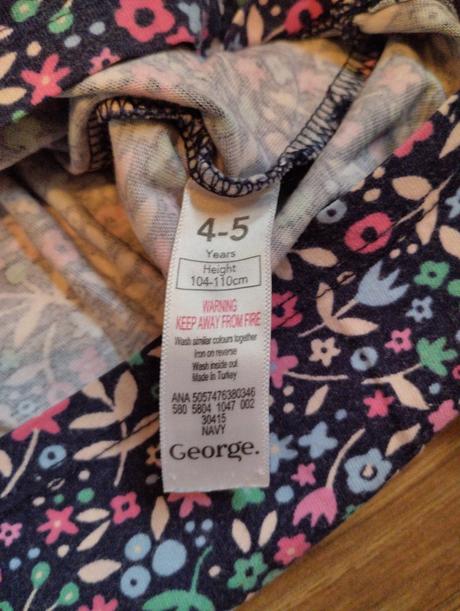 4-5
Years
Height
104-110cm
WARNING
KEEP AWAY FROM FIRE
Wash similar colours together
Iron on reverse
Wash inside out
Made in Turkey
ANA 5057476380346
580 5804 1047 002
30415
NAVY
George.